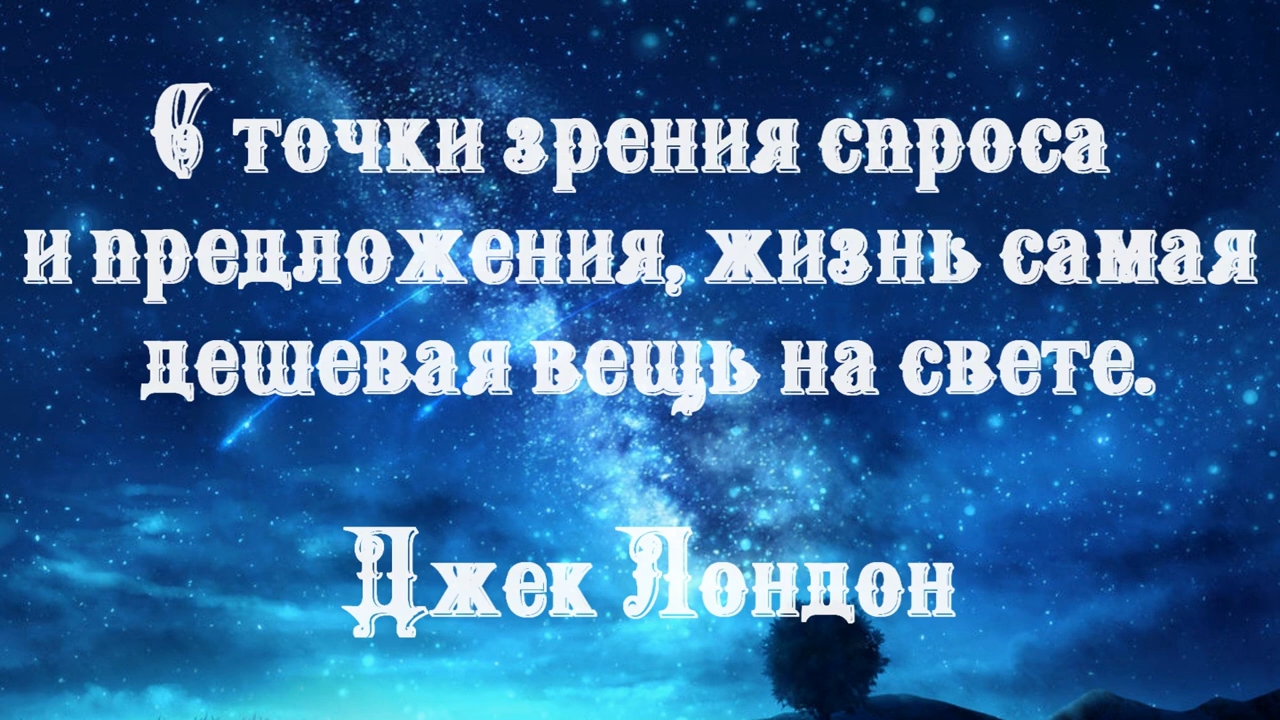 С точки зрения спроса
и предложения, жизнь самая
дешевая вещь на свете.
Джек Лондон